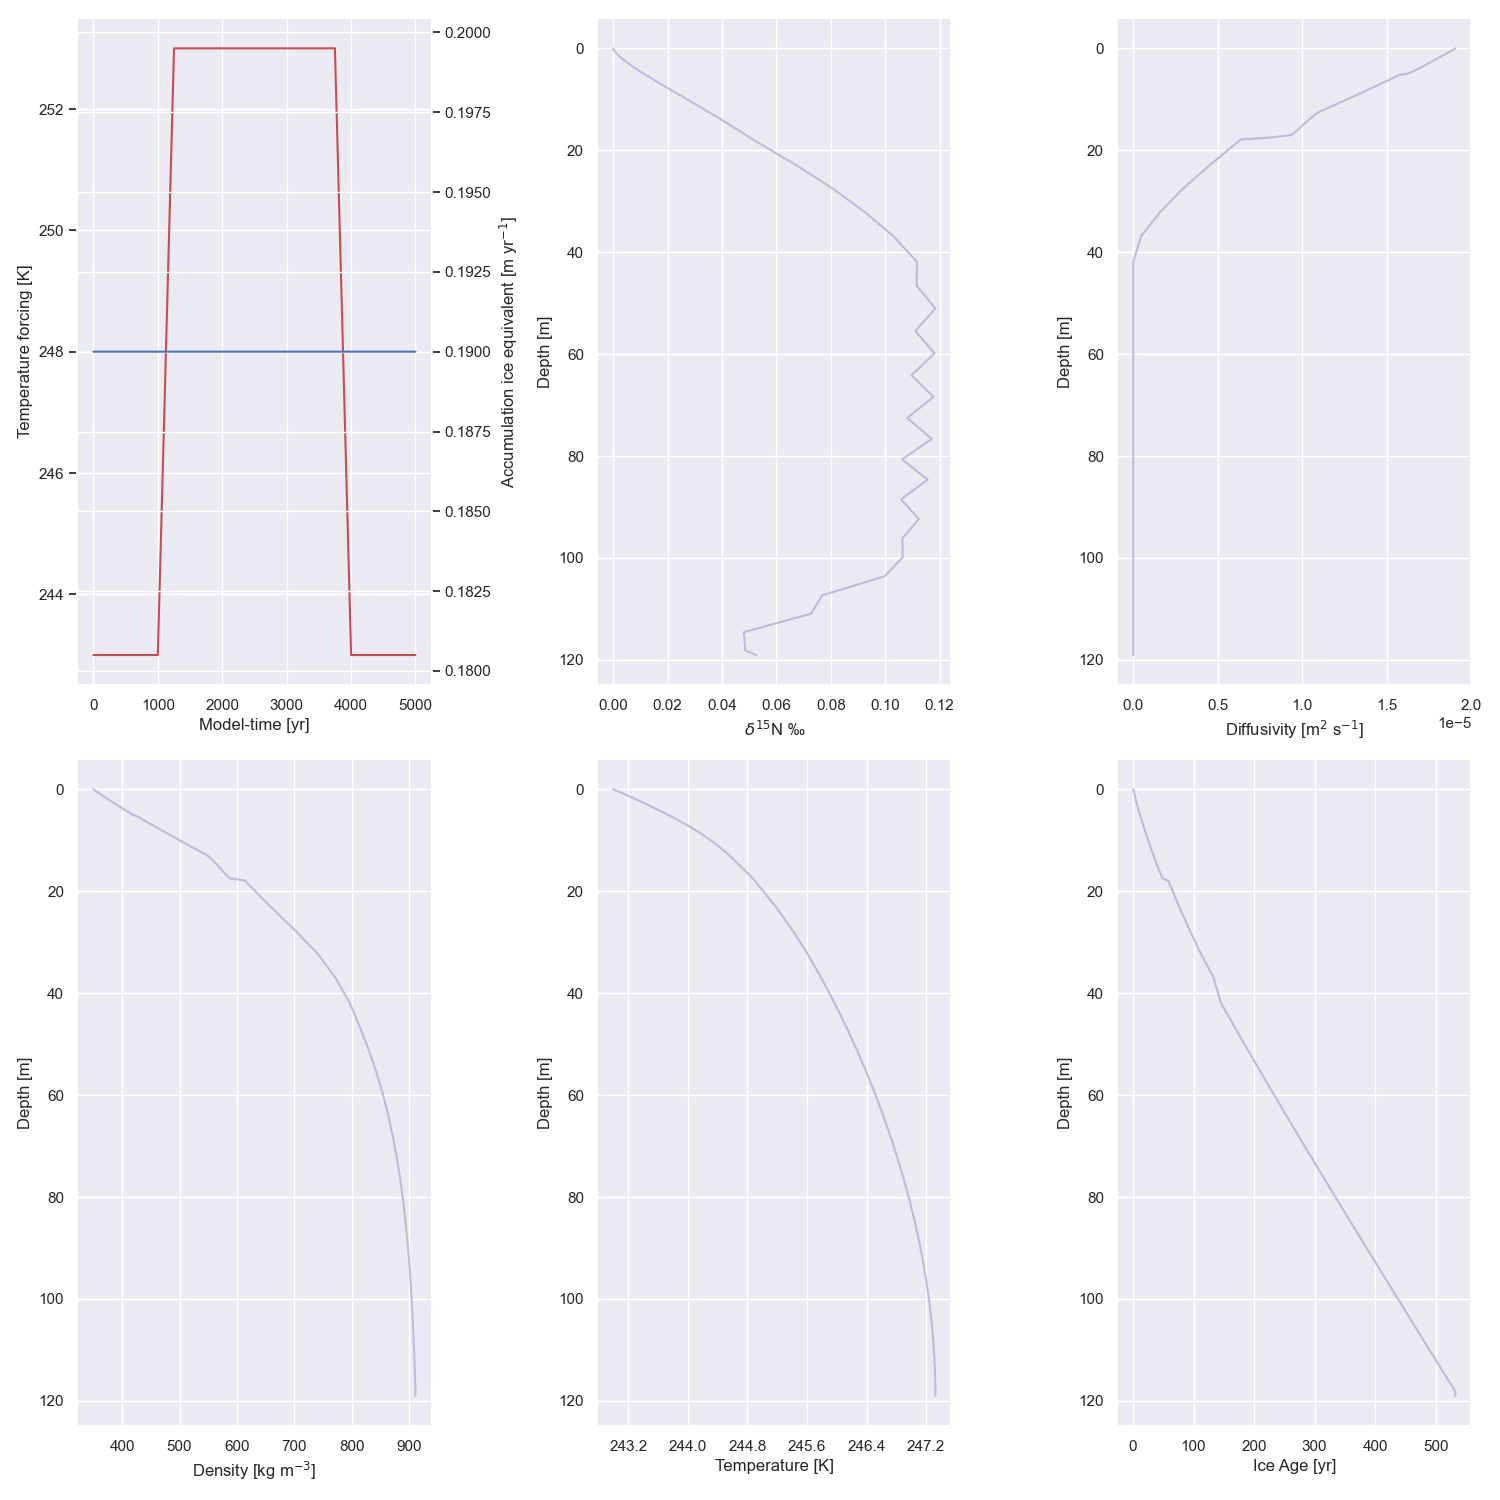 Temperature forcing [K]
252
250
248
246
244
0.2000
0.1975
0.1950
0.1925
0.1900
0.1875
0.1850
0.1825
0.1800
Accumulation ice equivalent [m yr⁻¹]
0 1000 2000 3000 4000 5000
Model-time [yr]
Depth [m]
0
20
40
60
80
100
120
0.00 0.02 0.04 0.06 0.08 0.10 0.12
δ¹⁵N ‰
Depth [m]
0
20
40
60
80
100
120
0.0 0.5 1.0 1.5 2.0
1e−5
Diffusivity [m² s⁻¹]
Depth [m]
0
20
40
60
80
100
120
400 500 600 700 800 900
Density [kg m⁻³]
Depth [m]
0
20
40
60
80
100
120
243.2 244.0 244.8 245.6 246.4 247.2
Temperature [K]
Depth [m]
0
20
40
60
80
100
120
0 100 200 300 400 500
Ice Age [yr]